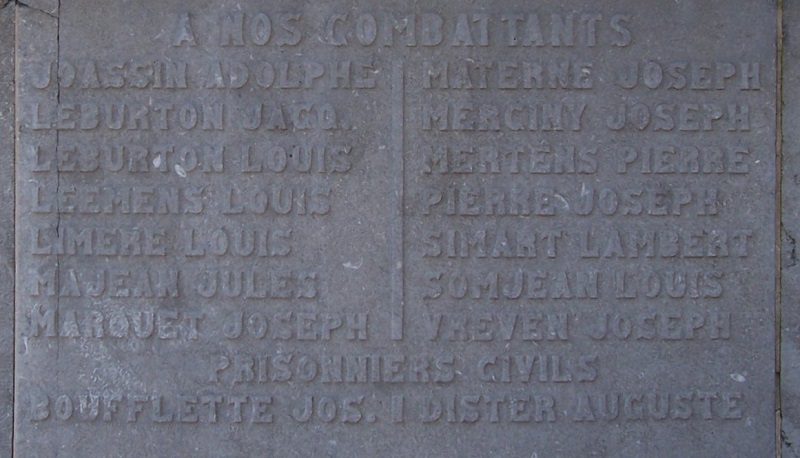 A NOS COMBATTANTS
JOASSIN ADOLPHE
LEBURTON JACQ.
LEBURTON LOUIS
LEEMENS LOUIS
LIMERE LOUIS
MAJEAN JULES
MARQUET JOSEPH
MATERNE JOSEPH
MERCINY JOSEPH
MERTENS PIERRE
PIERRE JOSEPH
SIMART LAMBERT
SOMJEAN LOUIS
VREVEN JOSEPH
PRISONNIERS CIVILS
BOUFFLETTE JOS. | DISTER AUGUSTE